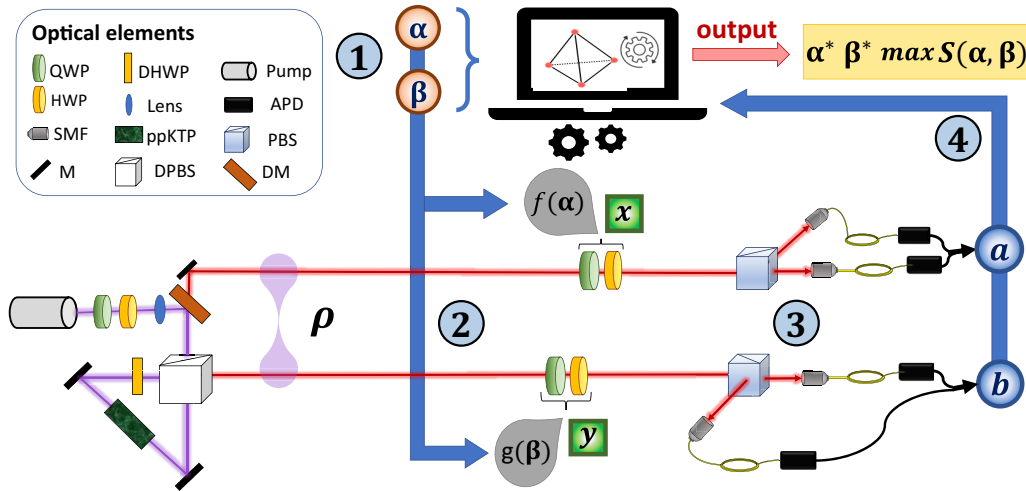 Optical elements
QWP
DHWP
Pump
HWP
Lens
APD
SMF
ppKTP
PBS
M
DPBS
DM
1
α
β
output
α* β* max S(α, β)
4
f(α)
x
a
ρ
2
3
b
g(β)
y